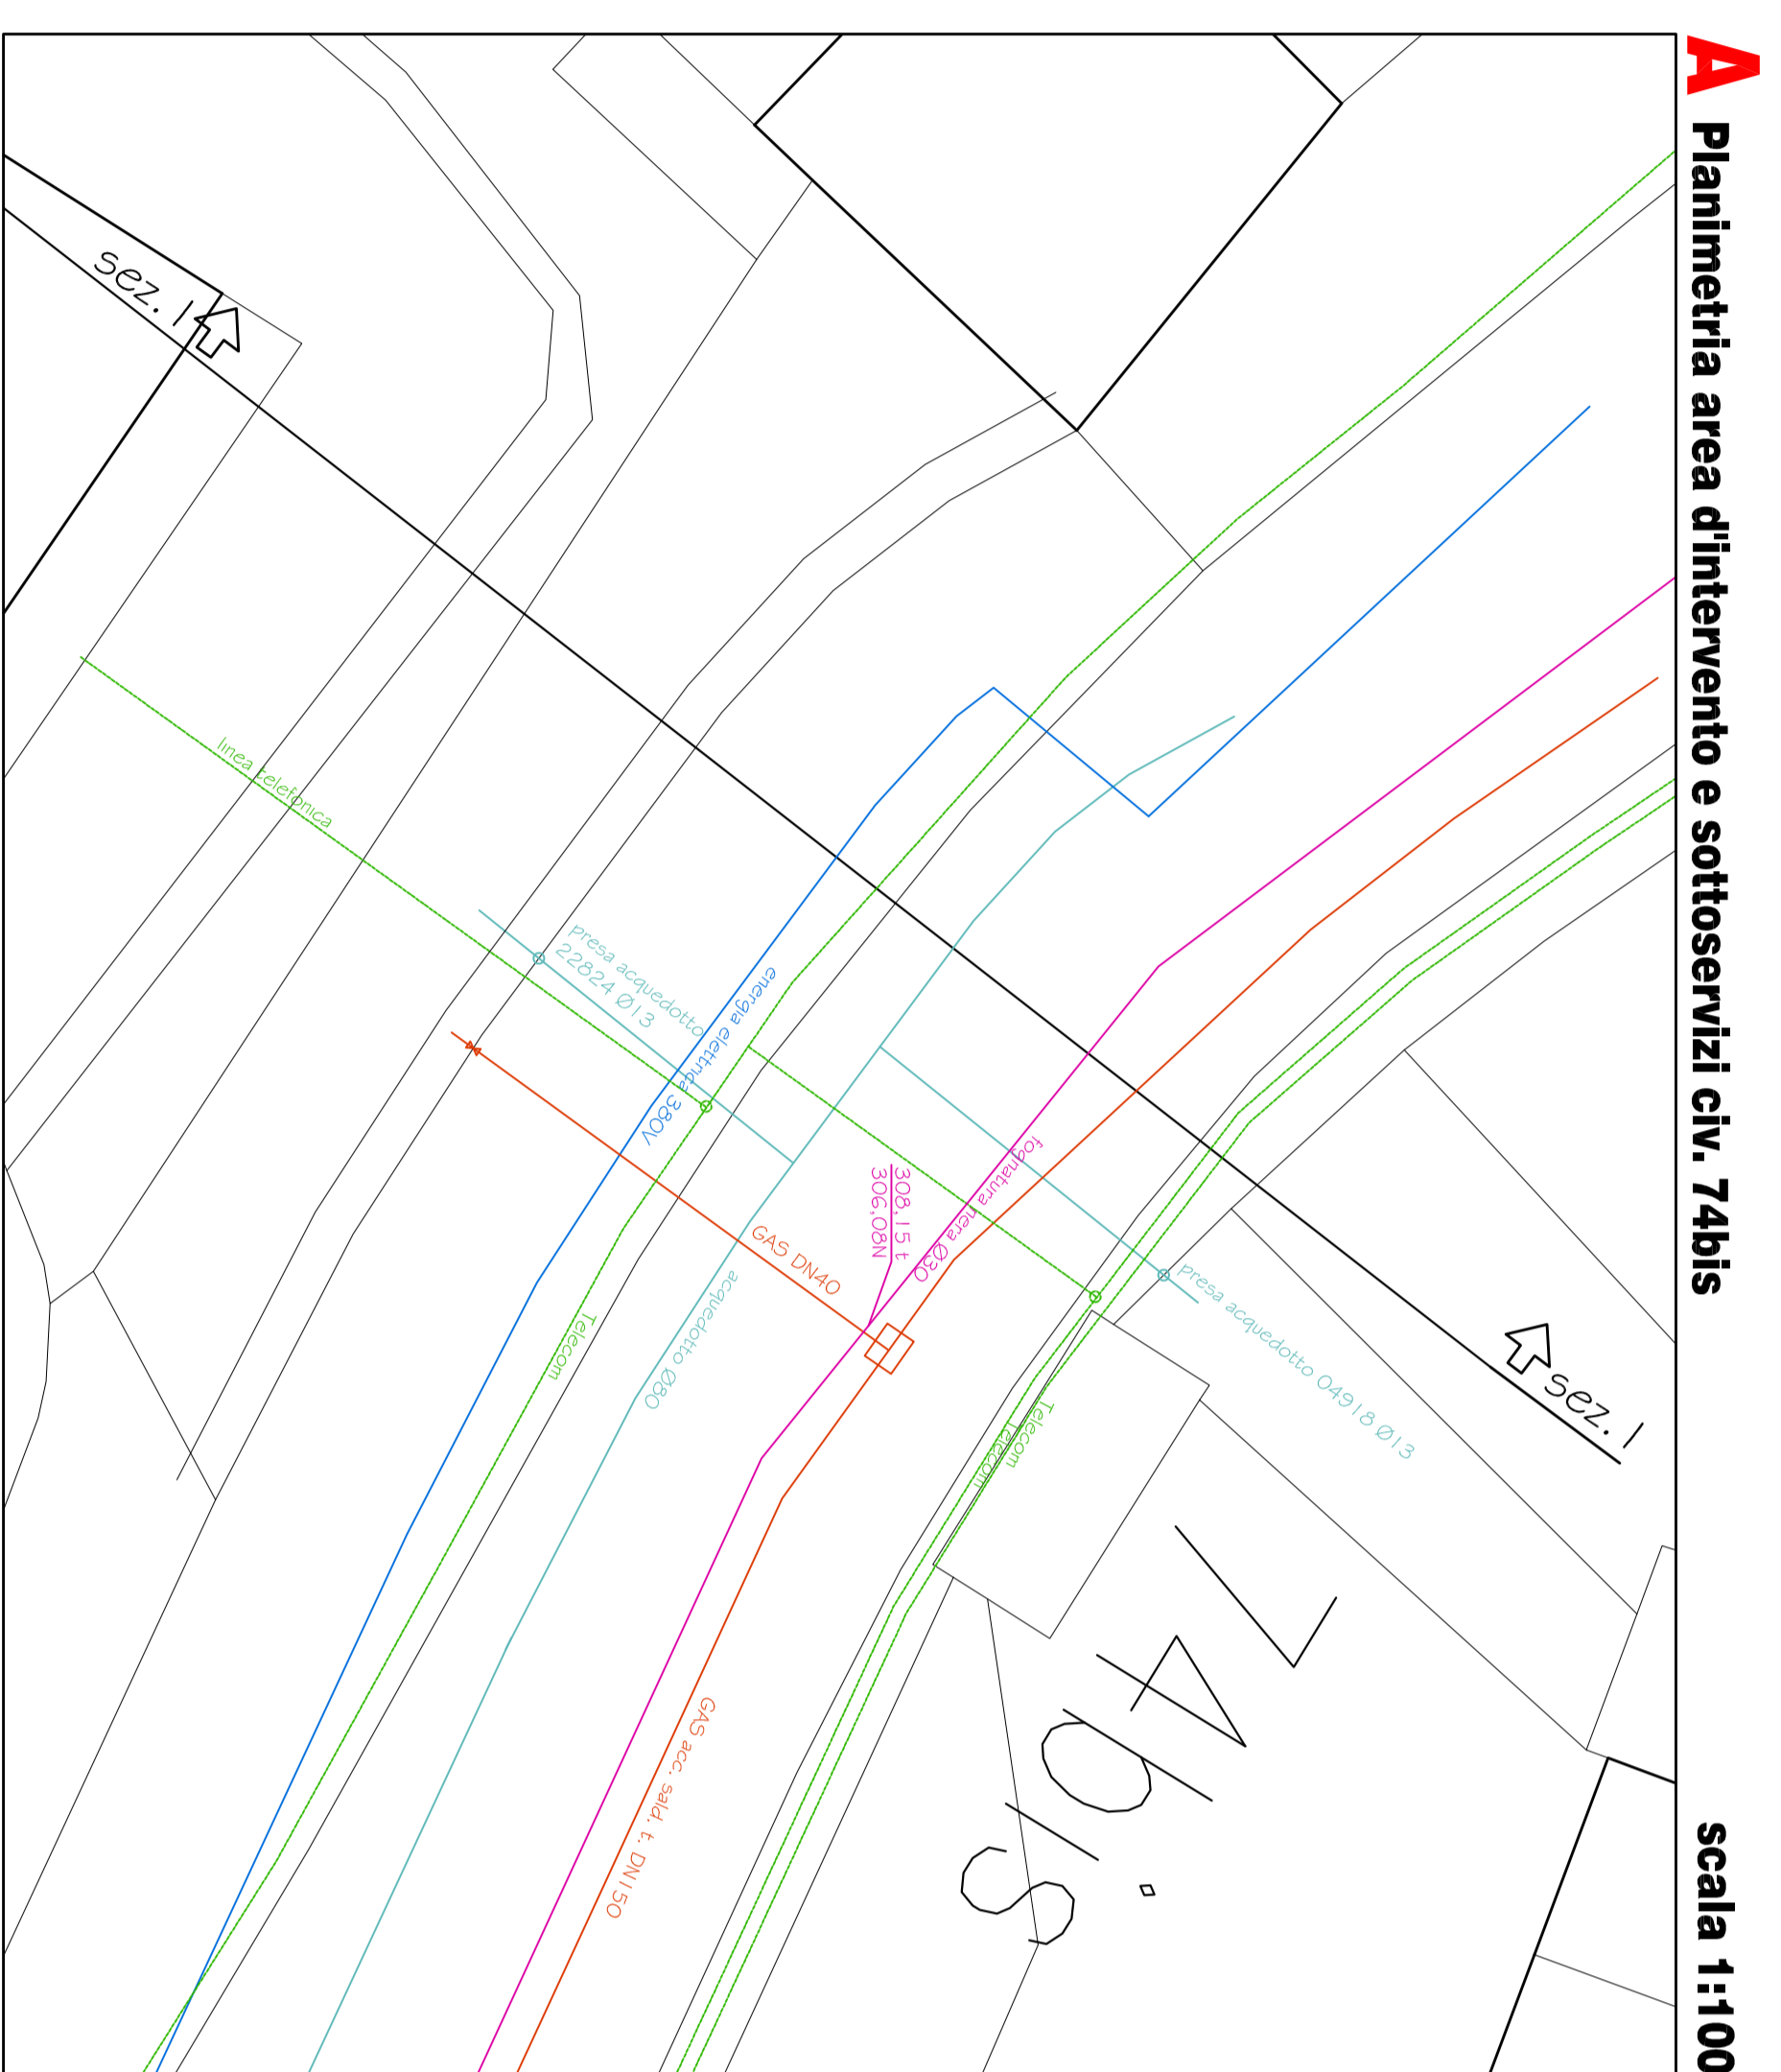 A Planimetria area d'intervento e sottoservizi civ. 74bis
scala 1:100
sez. 1
linea telefonica
presa acquedotto
22824 Ø13
energia elettrica 380V
fognatura nera Ø30
308,15 t
306,08N
GAS DN40
acquedotto Ø80
Telecom
presa acquedotto 04918 Ø13
sez. 1
Telecom
Telecom
74bis
GAS acc. sald. t. DN150